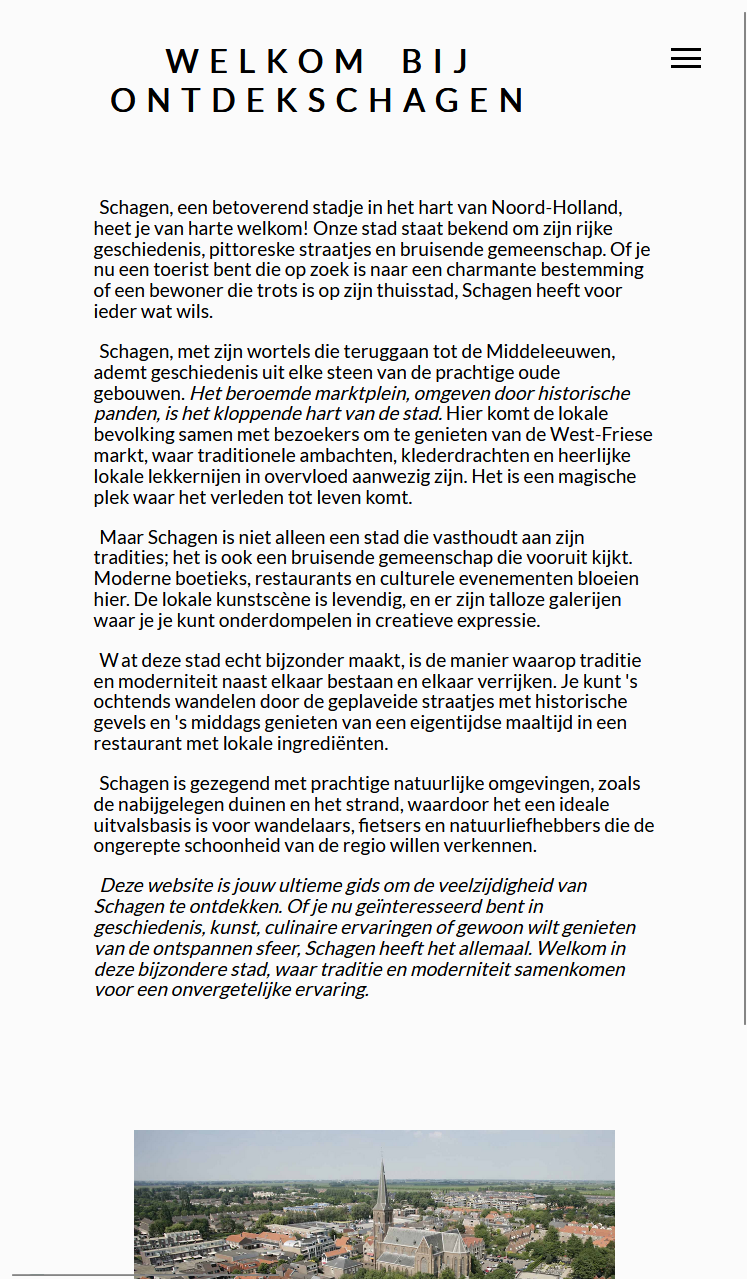 WELKOM BIJ
ONTDEKSCHAGEN
Schagen, een betoverend stadje in het hart van Noord-Holland,
heet je van harte welkom! Onze stad staat bekend om zijn rijke
geschiedenis, pittoreske straatjes en bruisende gemeenschap. Of je
nu een toerist bent die op zoek is naar een charmante bestemming
of een bewoner die trots is op zijn thuisstad, Schagen heeft voor
ieder wat wils.
Schagen, met zijn wortels die teruggaan tot de Middeleeuwen,
ademt geschiedenis uit elke steen van de prachtige oude
gebouwen. Het beroemde marktplein, omgeven door historische
panden, is het kloppende hart van de stad. Hier komt de lokale
bevolking samen met bezoekers om te genieten van de West-Friese
markt, waar traditionele ambachten, klederdrachten en heerlijke
lokale lekkernijen in overvloed aanwezig zijn. Het is een magische
plek waar het verleden tot leven komt.
Maar Schagen is niet alleen een stad die vasthoudt aan zijn
tradities; het is ook een bruisende gemeenschap die vooruit kijkt.
Moderne boetieks, restaurants en culturele evenementen bloeien
hier. De lokale kunstscène is levendig, en er zijn talloze galerijen
waar je je kunt onderdompelen in creatieve expressie.
Wat deze stad echt bijzonder maakt, is de manier waarop traditie
en moderniteit naast elkaar bestaan en elkaar verrijken. Je kunt 's
ochtends wandelen door de geplaveide straatjes met historische
gevels en 's middags genieten van een eigentijdse maaltijd in een
restaurant met lokale ingrediënten.
Schagen is gezegend met prachtige natuurlijke omgevingen, zoals
de nabijgelegen duinen en het strand, waardoor het een ideale
uitvalsbasis is voor wandelaars, fietsers en natuurliefhebbers die de
ongerepte schoonheid van de regio willen verkennen.
Deze website is jouw ultieme gids om de veelzijdigheid van
Schagen te ontdekken. Of je nu geïnteresseerd bent in
geschiedenis, kunst, culinaire ervaringen of gewoon wilt genieten
van de ontspannen sfeer, Schagen heeft het allemaal. Welkom in
deze bijzondere stad, waar traditie en moderniteit samenkomen
voor een onvergetelijke ervaring.